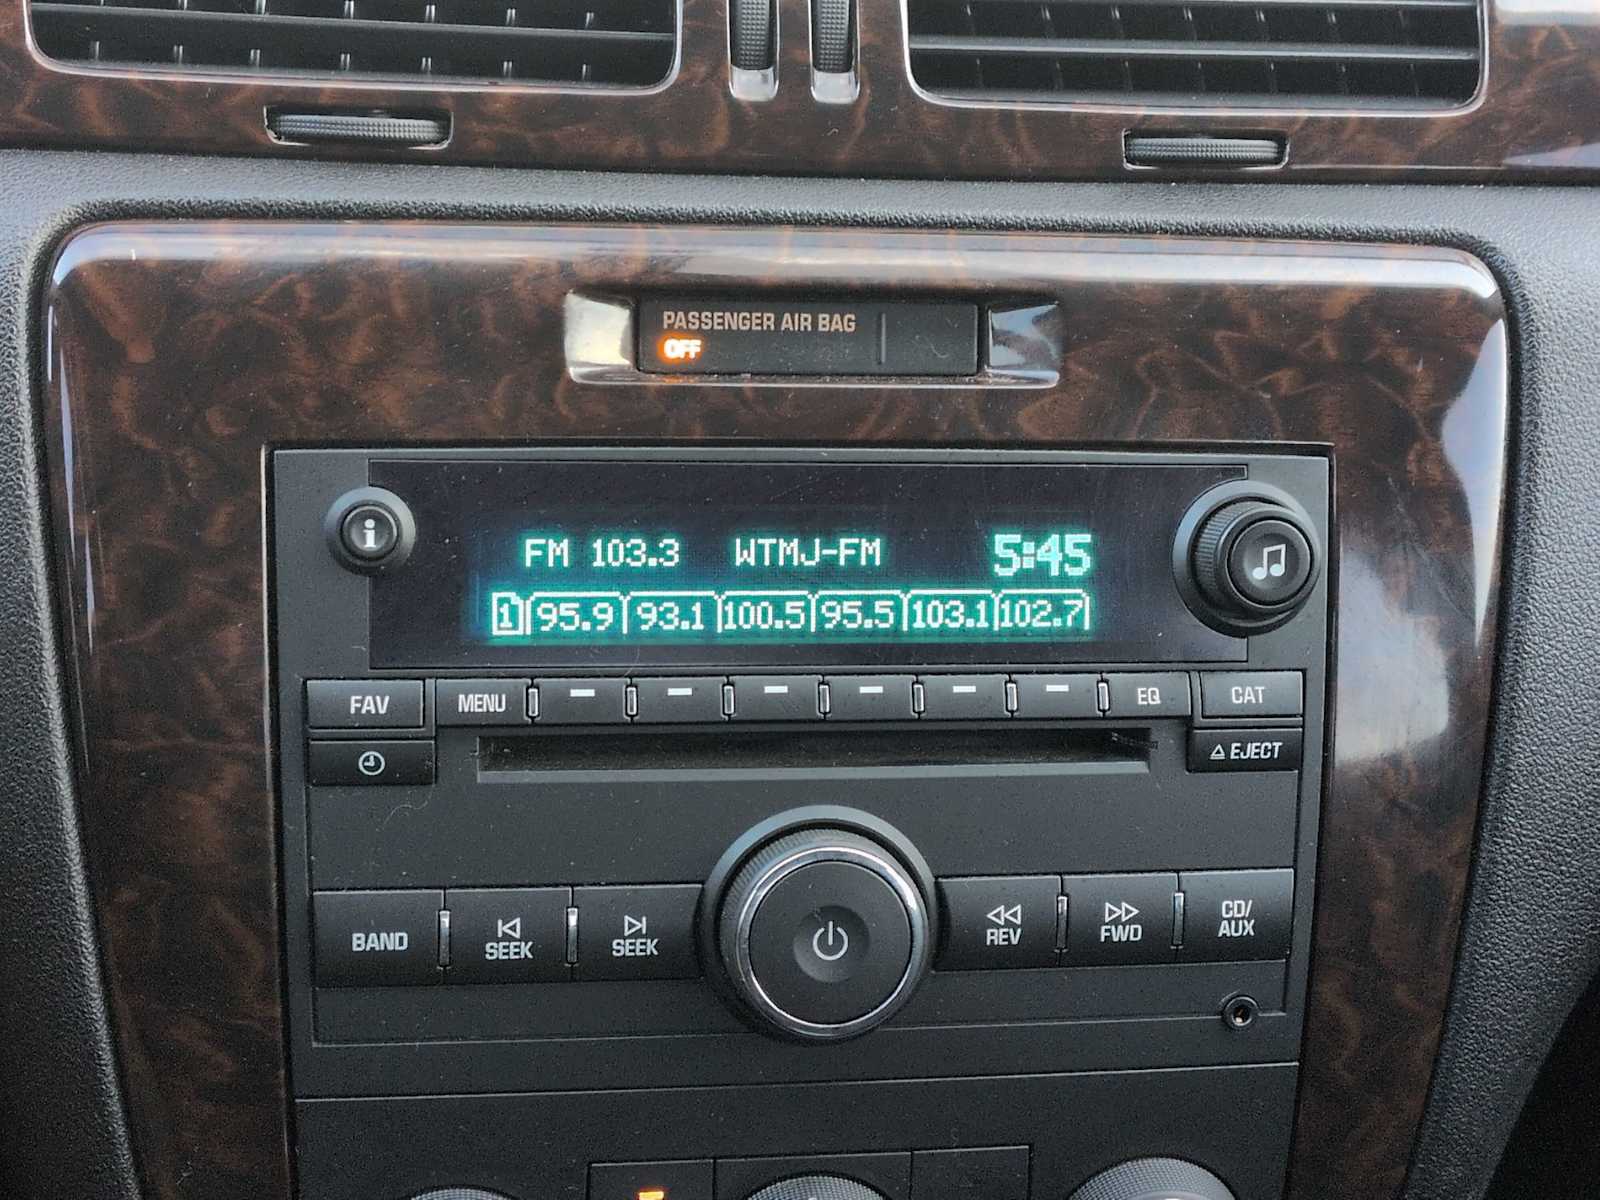 PASSENGER AIR BAG
OFF
i
FM 103.3 WTMJ-FM 5:45
1 95.9 93.1 100.5 95.5 103.1 102.7
FAV MENU EQ CAT
EJECT
BAND SEEK SEEK REV FWD CD/
AUX